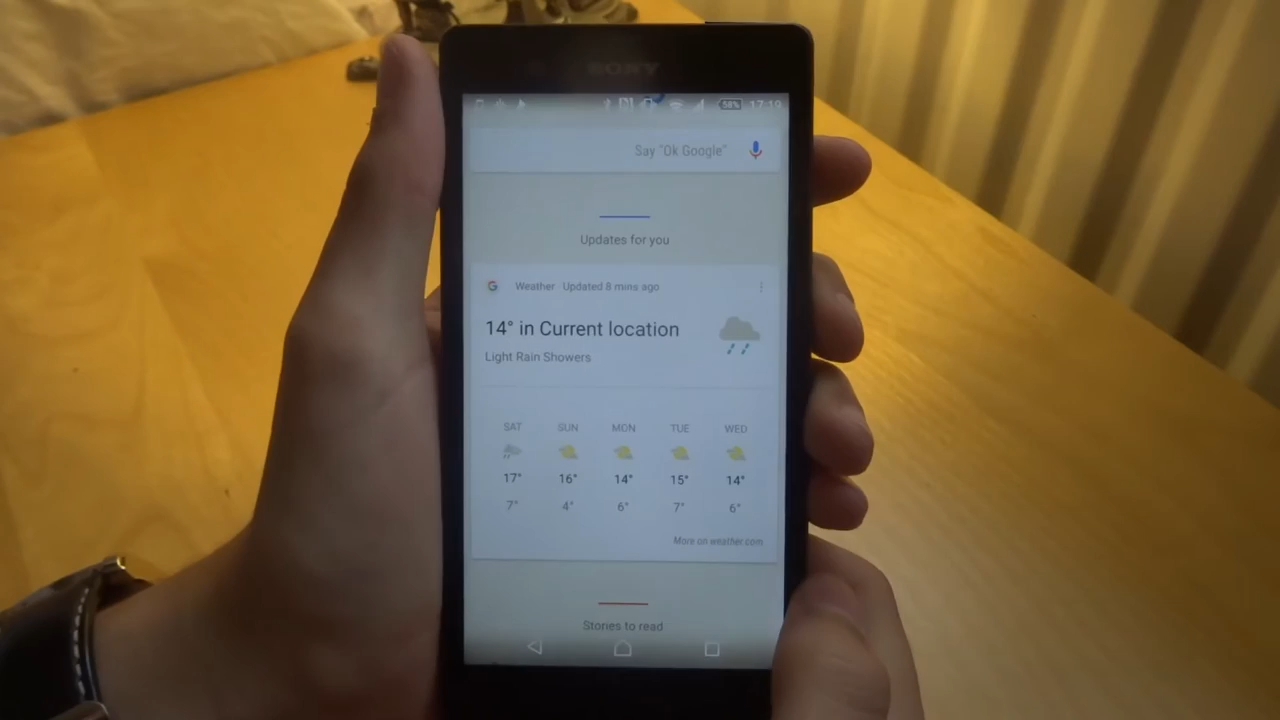 SONY
58% 17:19
Say "Ok Google"
Updates for you
Weather Updated 8 mins ago
14° in Current location
Light Rain Showers
SAT SUN MON TUE WED
17° 16° 14° 15° 14°
7° 4° 6° 7° 6°
More on weather.com
Stories to read